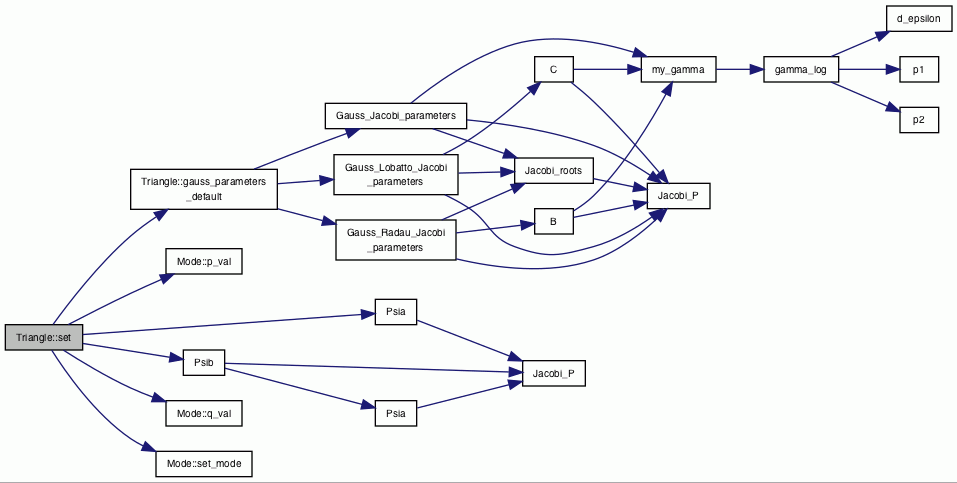 d_epsilon
C
my_gamma
gamma_log
p1
Gauss_Jacobi_parameters
p2
Gauss_Lobatto_Jacobi
_parameters
Jacobi_roots
Triangle::gauss_parameters
_default
Jacobi_P
Gauss_Radau_Jacobi
_parameters
B
Mode::p_val
Psia
Triangle::set
Psib
Jacobi_P
Mode::q_val
Psia
Mode::set_mode